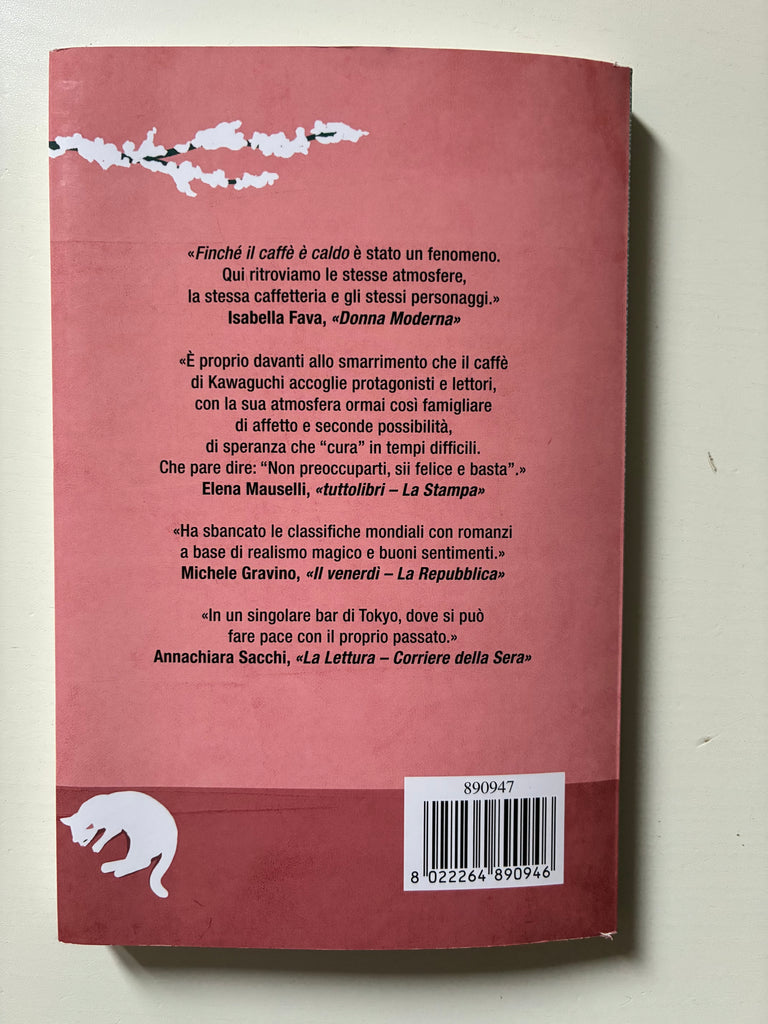 «Finché il caffè è caldo è stato un fenomeno.
Qui ritroviamo le stesse atmosfere,
la stessa caffetteria e gli stessi personaggi.»
Isabella Fava, «Donna Moderna»
«È proprio davanti allo smarrimento che il caffè
di Kawaguchi accoglie protagonisti e lettori,
con la sua atmosfera ormai così famigliare
di affetto e seconde possibilità,
di speranza che “cura” in tempi difficili.
Che pare dire: “Non preoccuparti, sii felice e basta”.»
Elena Mauselli, «tuttolibri – La Stampa»
«Ha sbancato le classifiche mondiali con romanzi
a base di realismo magico e buoni sentimenti.»
Michele Gravino, «Il venerdì – La Repubblica»
«In un singolare bar di Tokyo, dove si può
fare pace con il proprio passato.»
Annachiara Sacchi, «La Lettura – Corriere della Sera»
890947
8 022264 890946